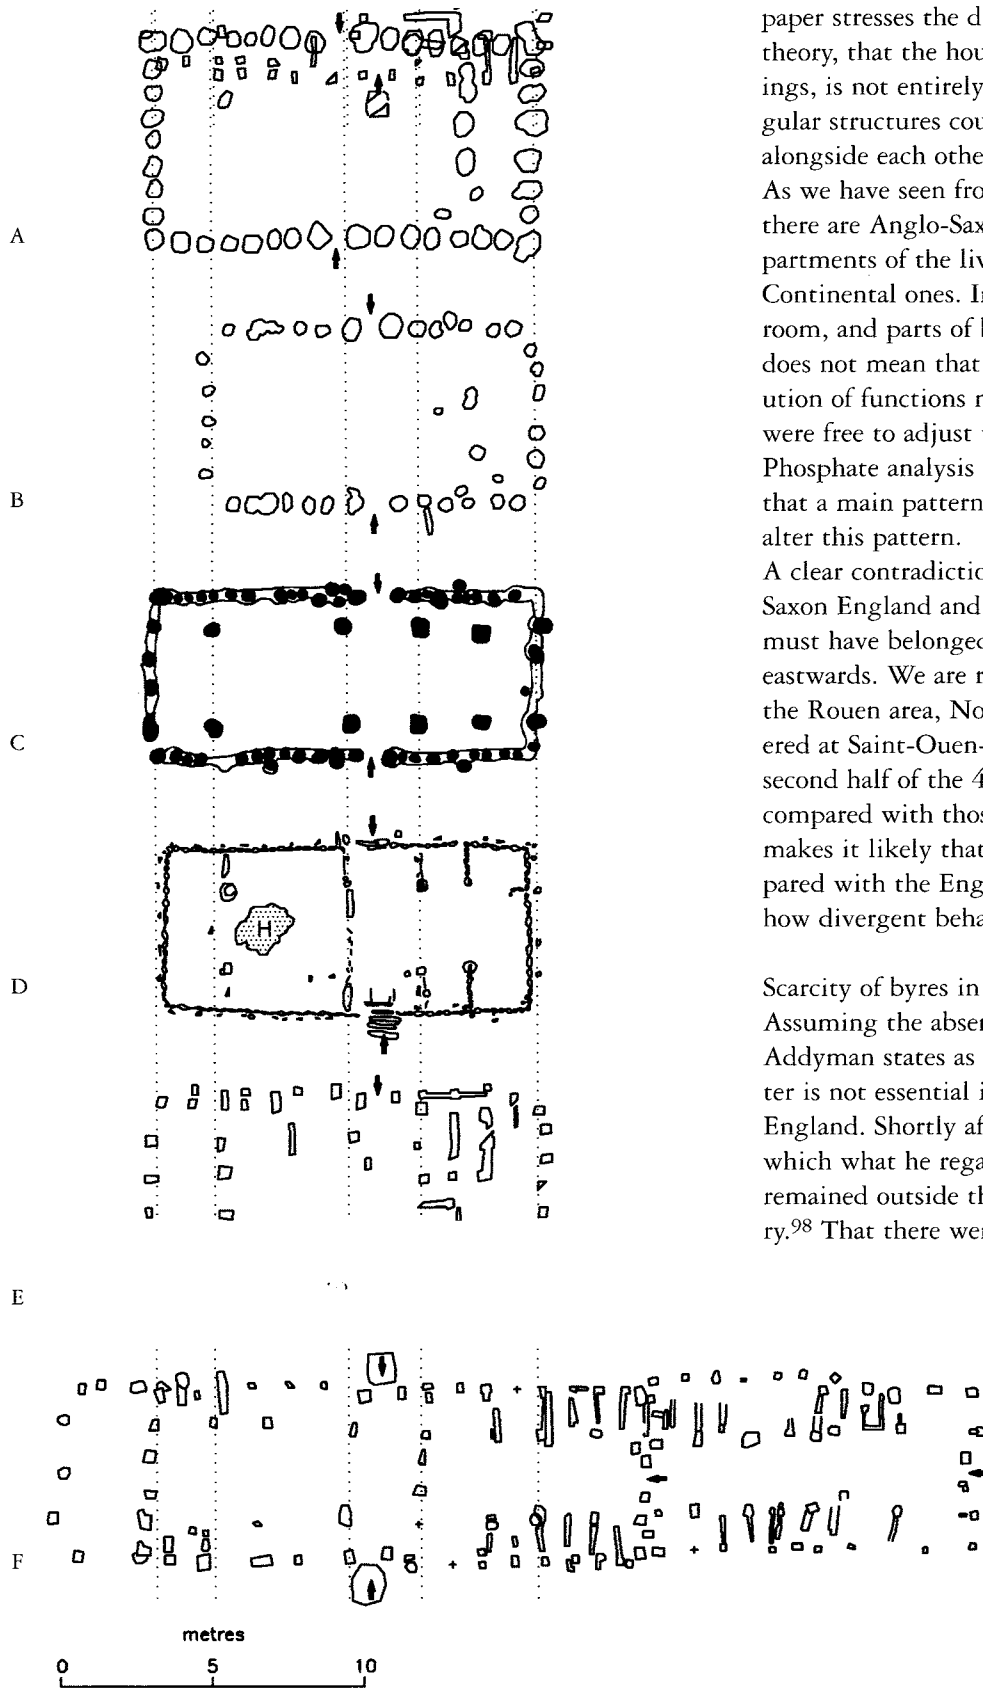 paper stresses the d
theory, that the hou
ings, is not entirely
gular structures cou
alongside each othe
As we have seen fro
there are Anglo-Sax
partments of the liv
Continental ones. I
room, and parts of
does not mean that
ution of functions
were free to adjust
Phosphate analysis
that a main pattern
alter this pattern.
A clear contradictio
Saxon England and
must have belonged
eastwards. We are r
the Rouen area, No
ered at Saint-Ouen-
second half of the 4
compared with thos
makes it likely that
pared with the Eng
how divergent beha
Scarcity of byres in
Assuming the absen
Addyman states as
ter is not essential i
England. Shortly af
which what he rega
remained outside th
ry.98 That there wer
A
B
C
H
D
E
F
metres
0 5 10